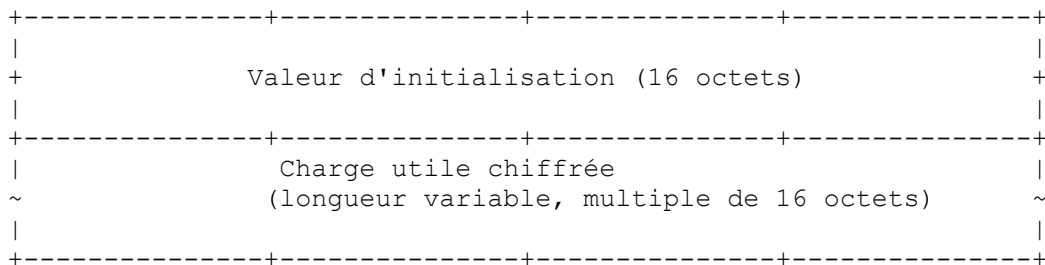 Valeur d'initialisation (16 octets)
Charge utile chiffrée
(longueur variable, multiple de 16 octets)